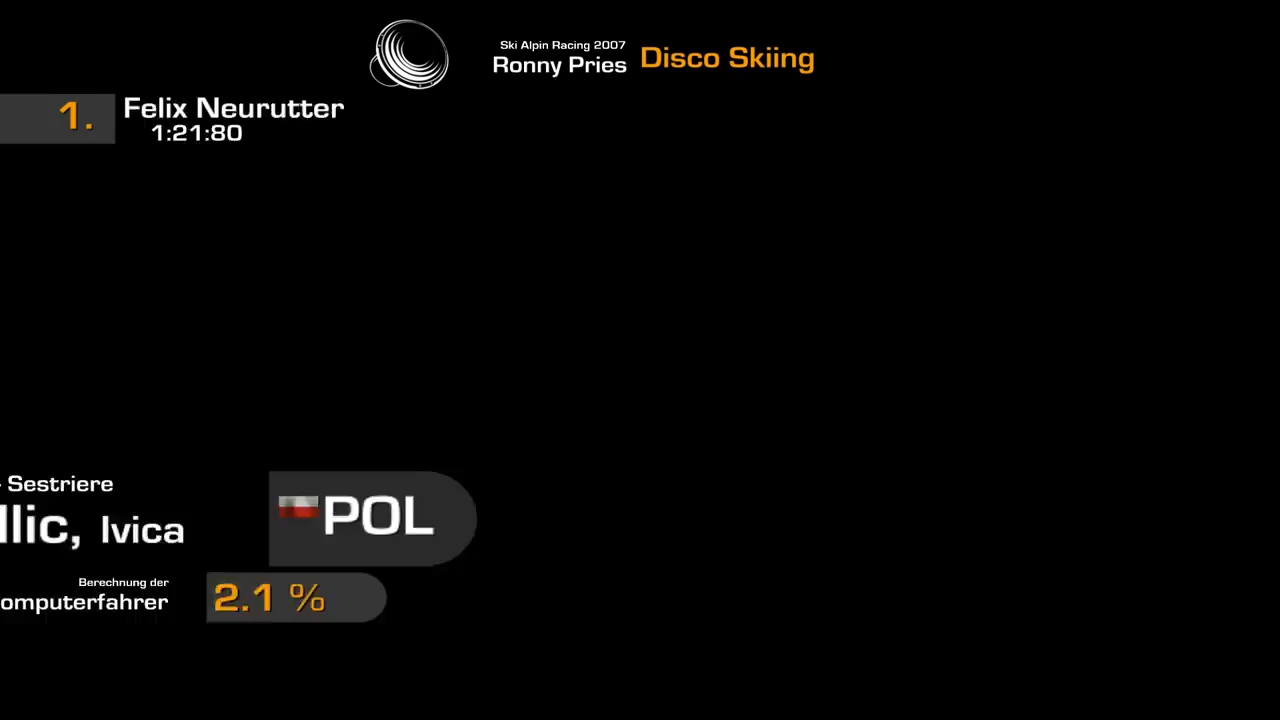 Ski Alpin Racing 2007
Ronny Pries Disco Skiing
1. Felix Neurutter
1:21:80
- Sestriere
llic, Ivica
POL
Berechnung der
omputerfahrer
2.1 %